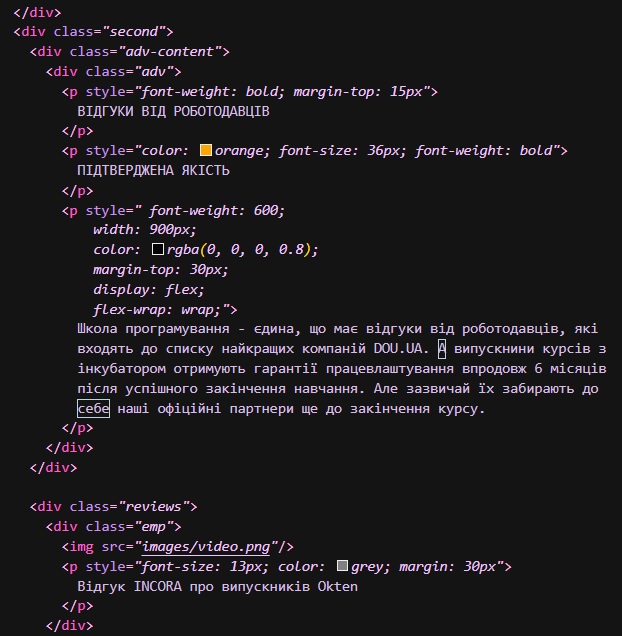 </div>
<div class="second">
<div class="adv-content">
<div class="adv">
<p style="font-weight: bold; margin-top: 15px">
ВІДГУКИ ВІД РОБОТОДАВЦІВ
</p>
<p style="color: orange; font-size: 36px; font-weight: bold">
ПІДТВЕРДЖЕНА ЯКІСТЬ
</p>
<p style=" font-weight: 600;
width: 900px;
color: rgba(0, 0, 0, 0.8);
margin-top: 30px;
display: flex;
flex-wrap: wrap;">
Школа програмування - єдина, що має відгуки від роботодавців, які
входять до списку найкращих компаній DOU.UA. А випускнини курсів з
інкубатором отримують гарантії працевлаштування впродовж 6 місяців
після успішного закінчення навчання. Але зазвичай їх забирають до
себе наші офіційні партнери ще до закінчення курсу.
</p>
</div>
</div>
<div class="reviews">
<div class="emp">
<img src="images/video.png"/>
<p style="font-size: 13px; color: grey; margin: 30px">
Відгук INCORA про випускників Okten
</p>
</div>